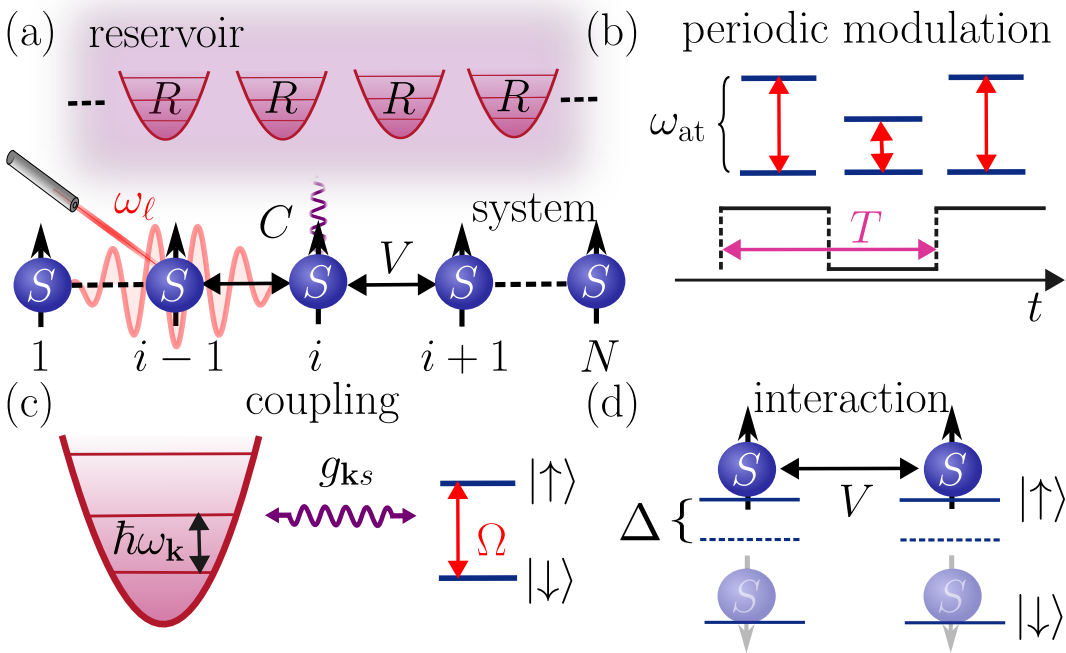 (a) reservoir
R R R R
ω_ℓ
C
system
V
S S S S S
1 i − 1 i i + 1 N
(b) periodic modulation
ω_at
T
t
(c) coupling
g_𝐤s
|↑⟩
ħω_𝐤
Ω
|↓⟩
(d) interaction
S S
V
|↑⟩
Δ {
S S
|↓⟩